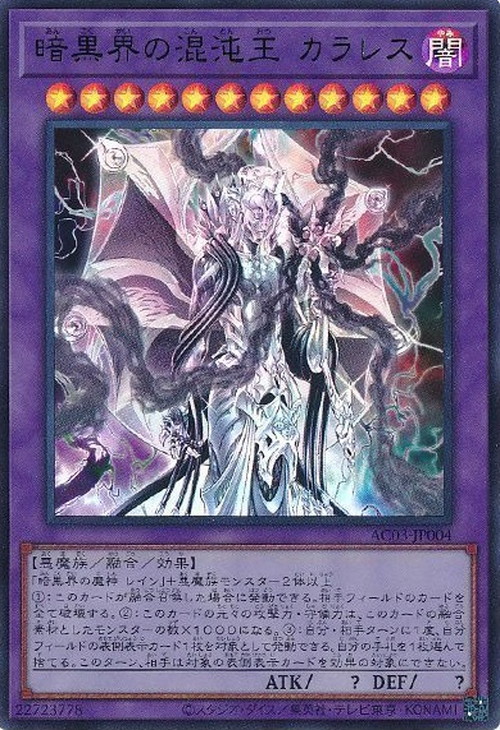 暗黒界の混沌王 カラレス
闇
AC03-JP004
【悪魔族／融合／効果】
「暗黒界の魔神 レイン」＋悪魔族モンスター２体以上
①：このカードが融合召喚した場合に発動できる。相手フィールドのカードを
全て破壊する。②：このカードの元々の攻撃力・守備力は、このカードの融合
素材としたモンスターの数×１０００になる。③：自分・相手ターンに１度、自分
フィールドの表側表示カード１枚を対象として発動できる。自分の手札を１枚選んで
捨てる。このターン、相手は対象の表側表示カードを効果の対象にできない。
ATK/ ? DEF/ ?
22723778
©スタジオ・ダイス／集英社・テレビ東京・KONAMI